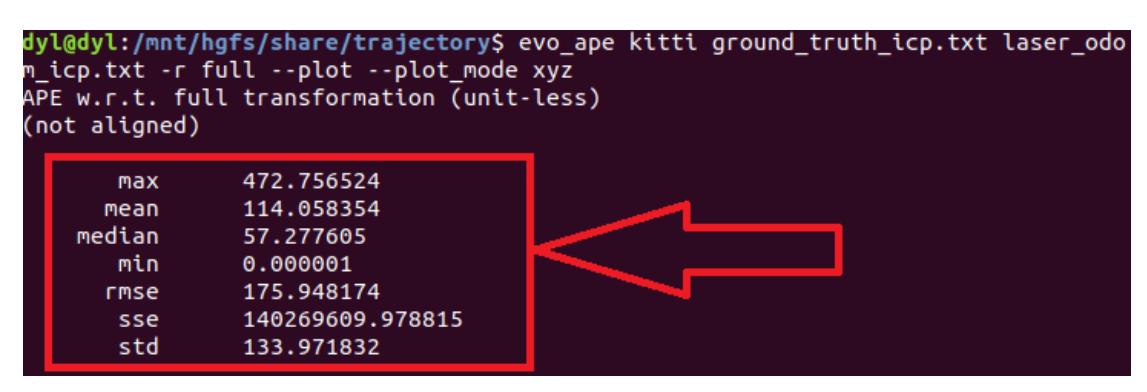 dyl@dyl:/mnt/hgfs/share/trajectory$ evo_ape kitti ground_truth_icp.txt laser_odo
m_icp.txt -r full --plot --plot_mode xyz
APE w.r.t. full transformation (unit-less)
(not aligned)
max 472.756524
mean 114.058354
median 57.277605
min 0.000001
rmse 175.948174
sse 140269609.978815
std 133.971832